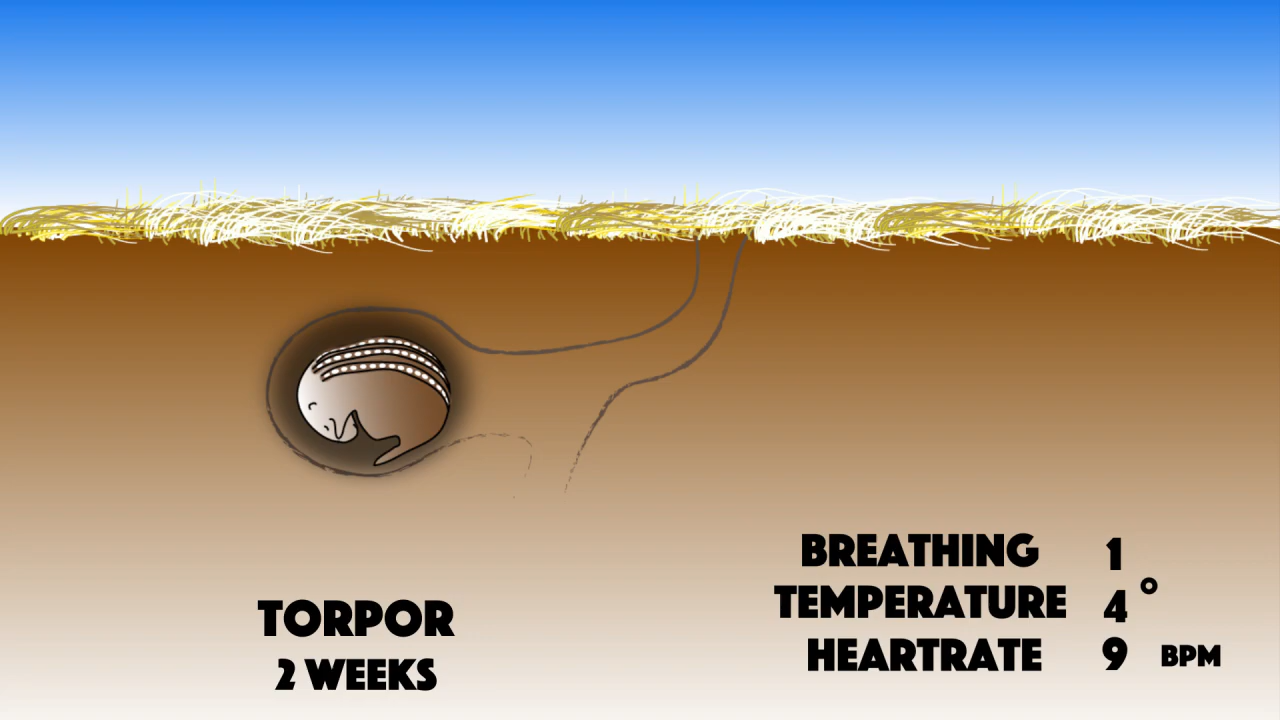 BREATHING 1
TEMPERATURE 4°
HEARTRATE 9 BPM
TORPOR
2 WEEKS